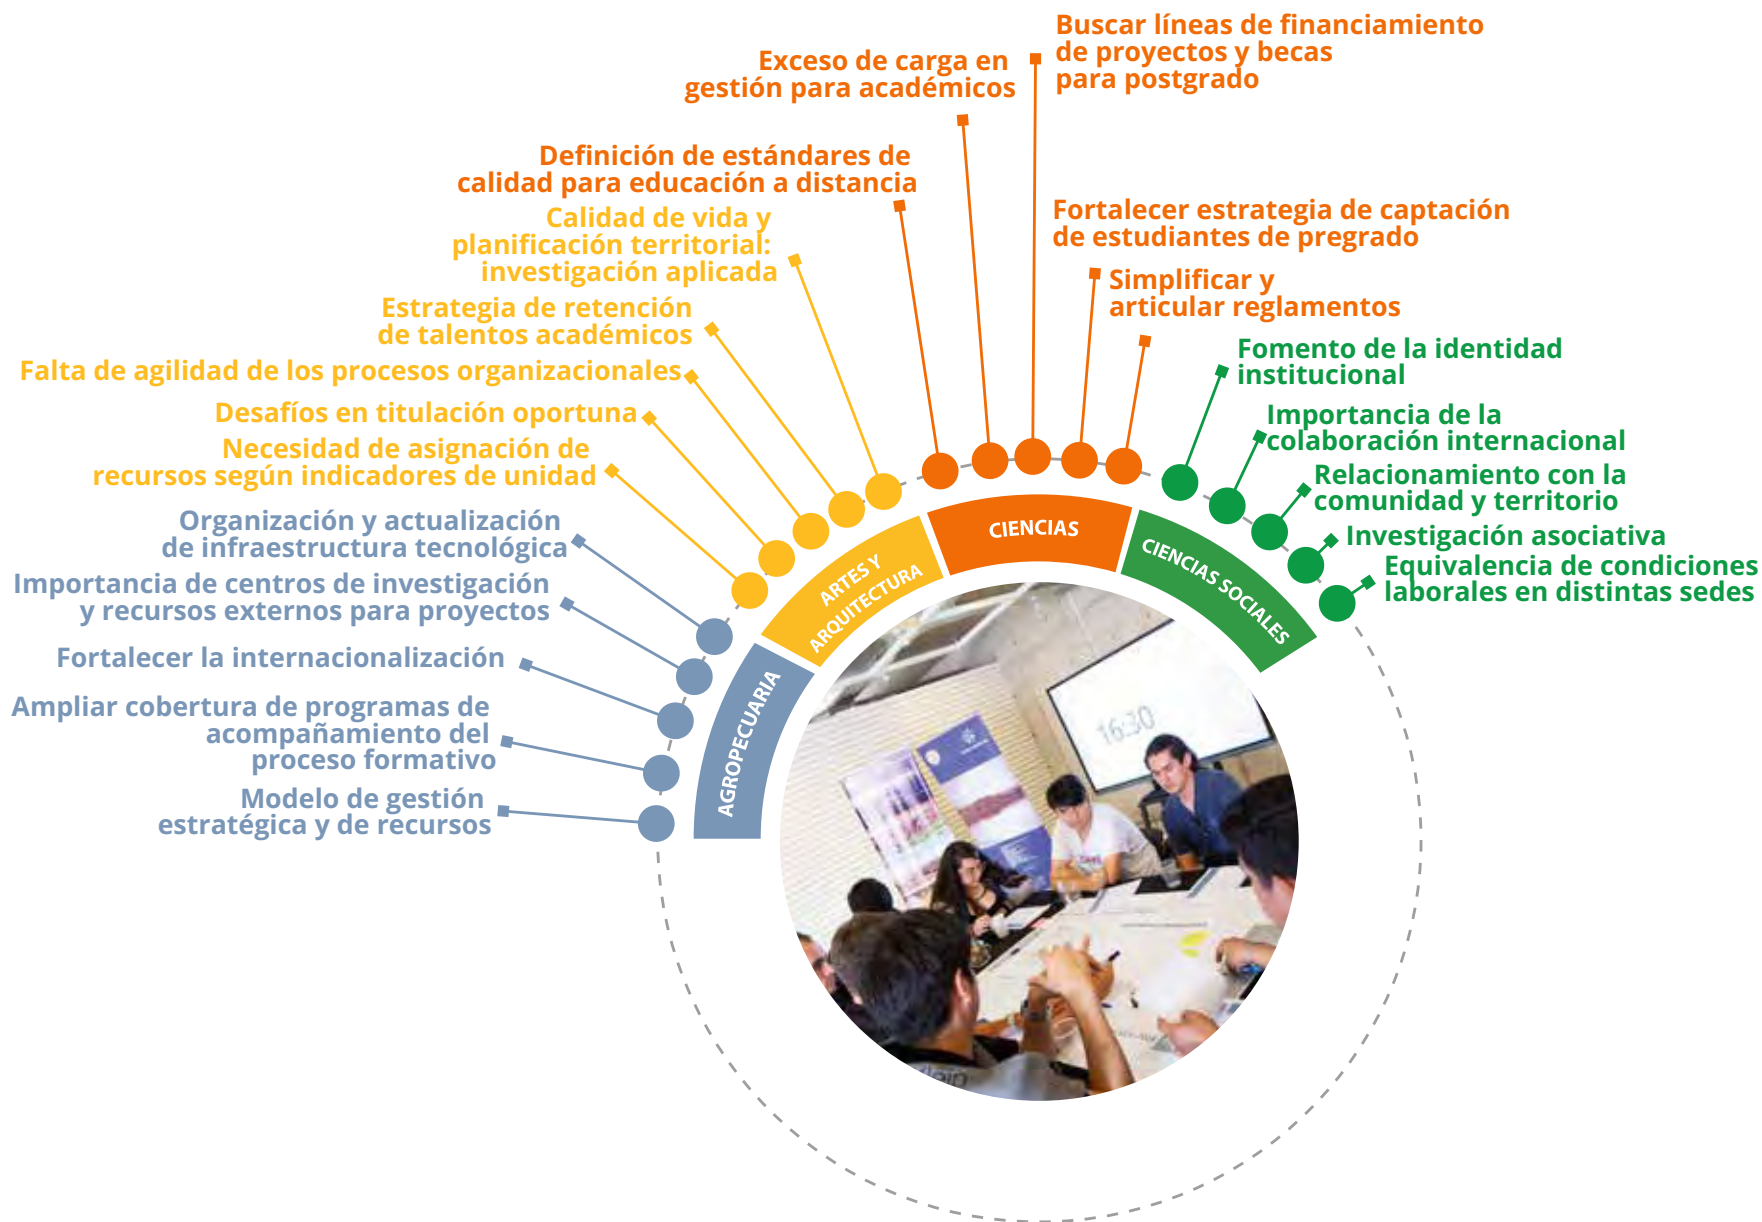 Buscar líneas de financiamiento
de proyectos y becas
para postgrado
Exceso de carga en
gestión para académicos
Definición de estándares de
calidad para educación a distancia
Calidad de vida y
planificación territorial:
investigación aplicada
Estrategia de retención
de talentos académicos
Falta de agilidad de los procesos organizacionales
Desafíos en titulación oportuna
Necesidad de asignación de
recursos según indicadores de unidad
Organización y actualización
de infraestructura tecnológica
Importancia de centros de investigación
y recursos externos para proyectos
Fortalecer la internacionalización
Ampliar cobertura de programas de
acompañamiento del
proceso formativo
Modelo de gestión
estratégica y de recursos
Fortalecer estrategia de captación
de estudiantes de pregrado
Simplificar y
articular reglamentos
Fomento de la identidad
institucional
Importancia de la
colaboración internacional
Relacionamiento con la
comunidad y territorio
Investigación asociativa
Equivalencia de condiciones
laborales en distintas sedes
AGROPECUARIA
ARTES Y
ARQUITECTURA
CIENCIAS
CIENCIAS SOCIALES
16:30